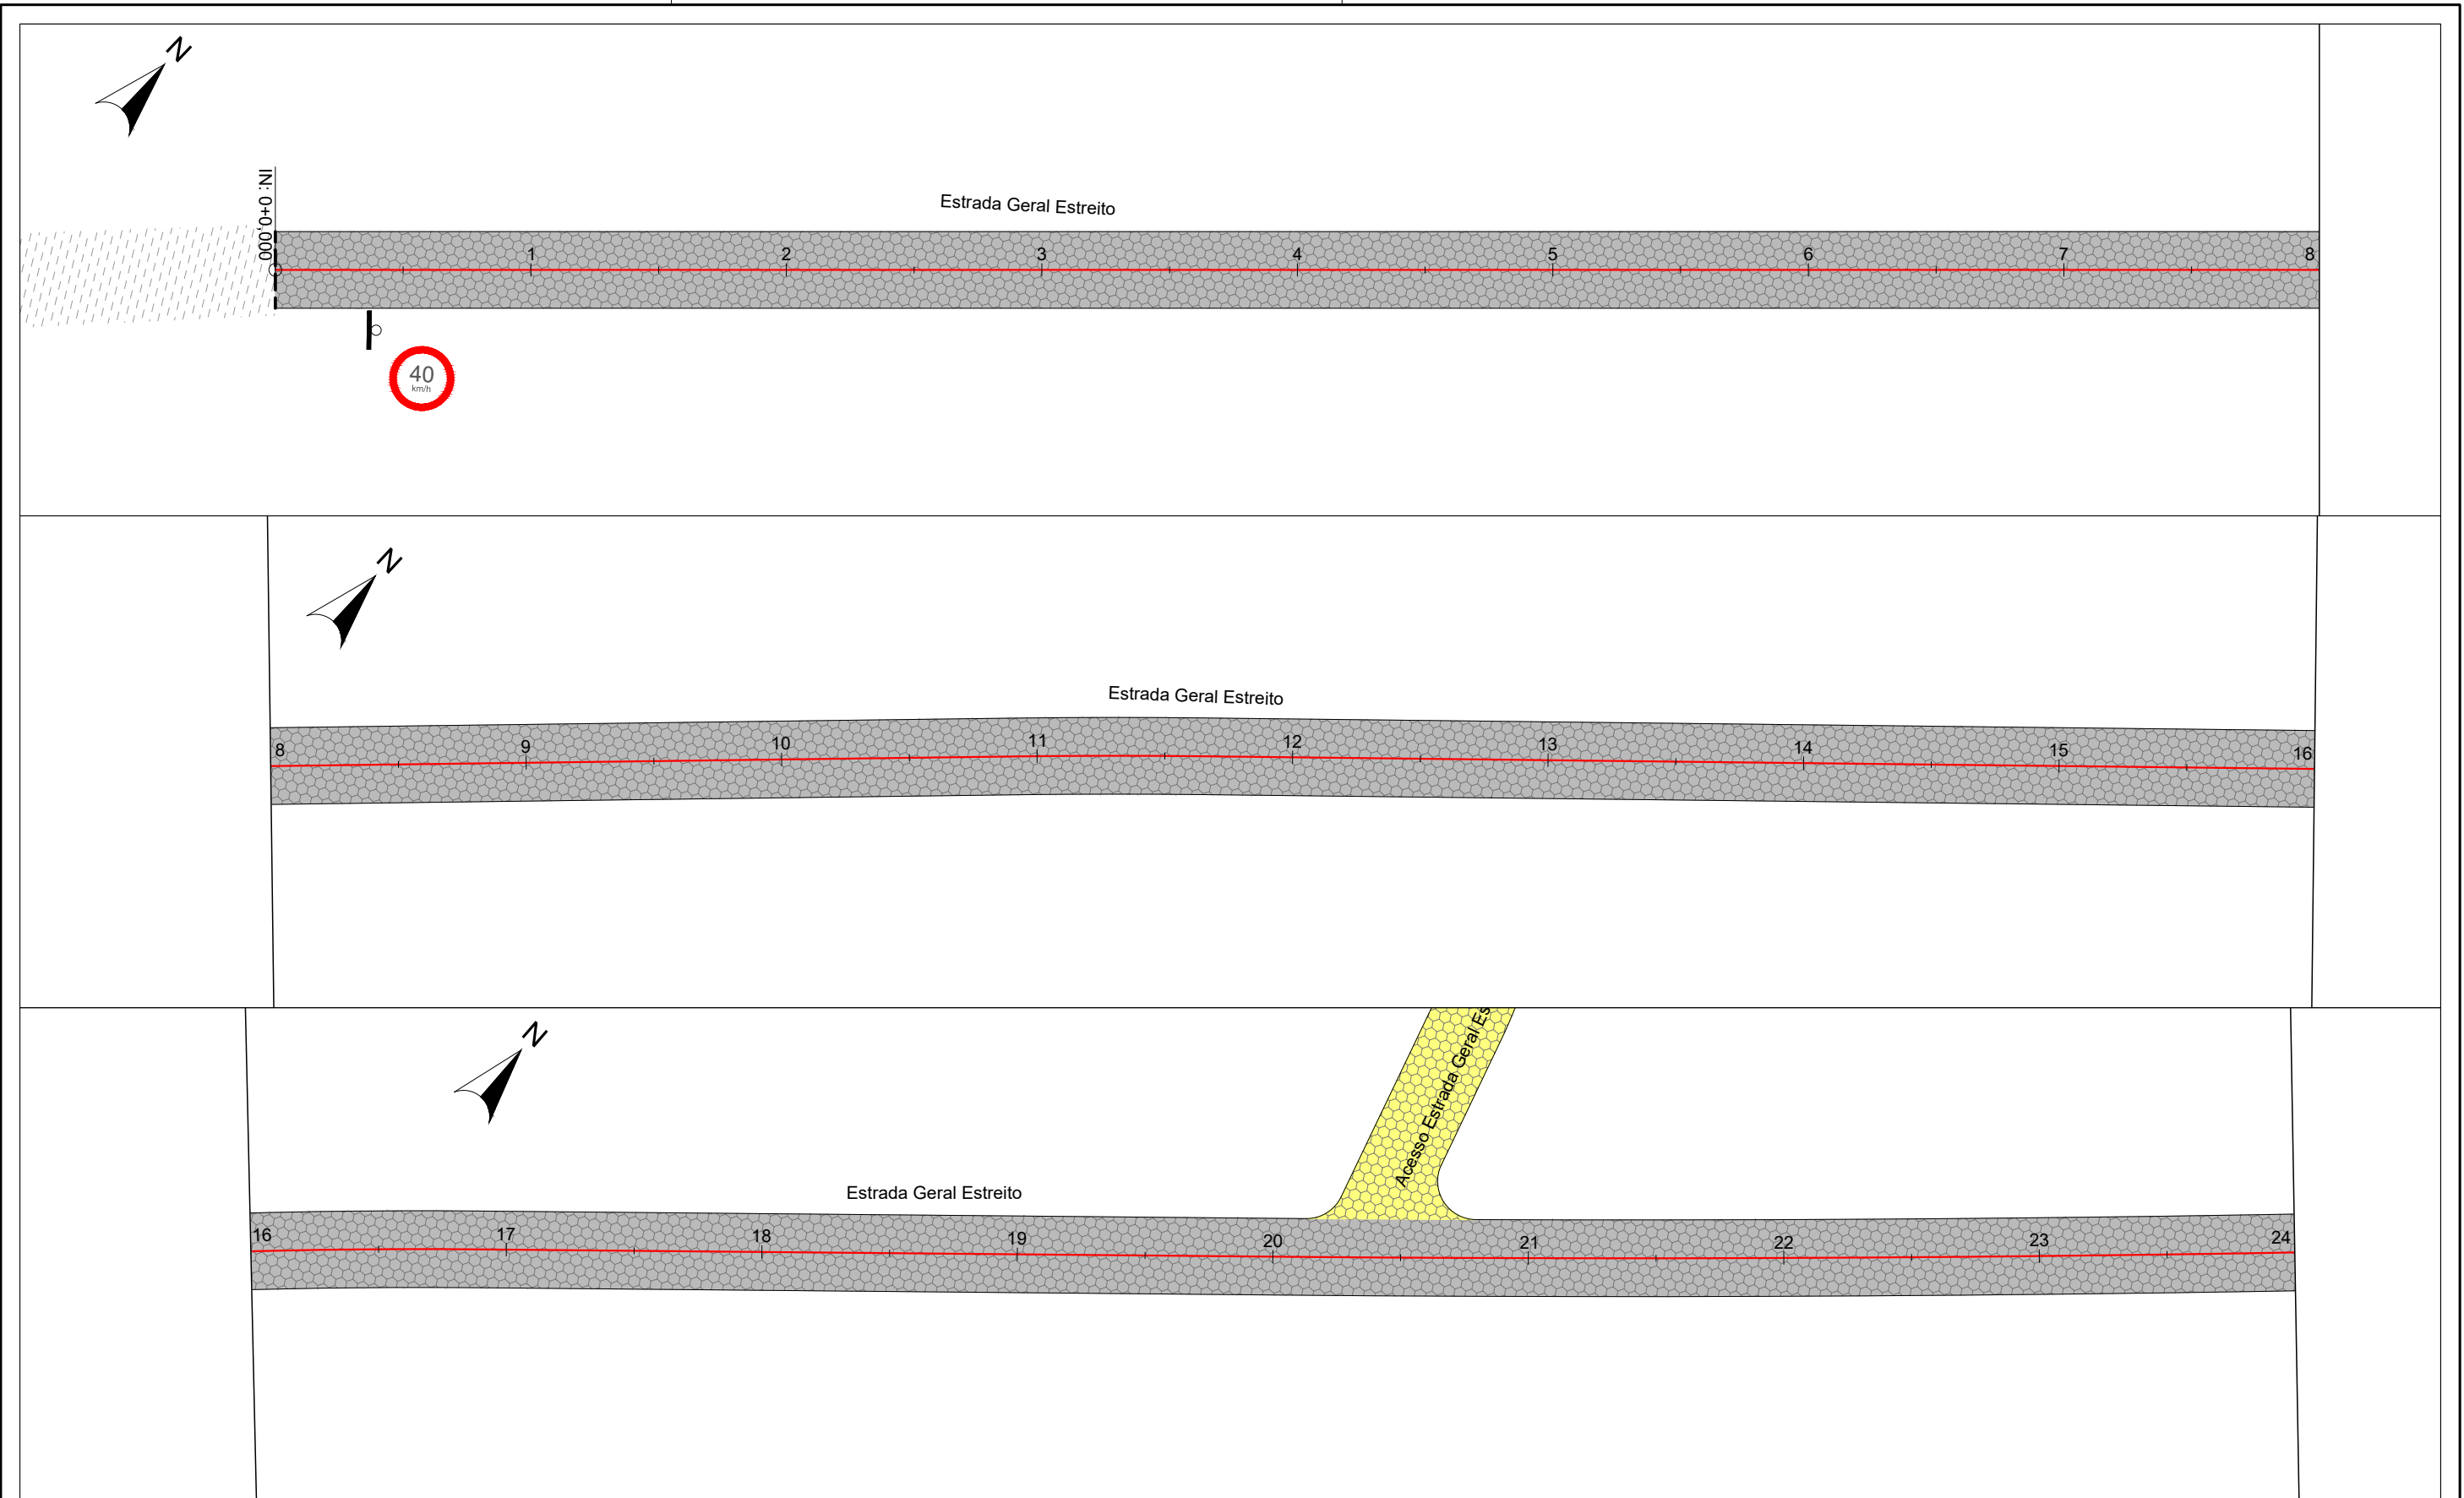 N
IN: 0+0,000
Estrada Geral Estreito
1 2 3 4 5 6 7 8
40
km/h
N
Estrada Geral Estreito
8 9 10 11 12 13 14 15 16
N
Acesso Estrada Geral Es
Estrada Geral Estreito
16 17 18 19 20 21 22 23 24